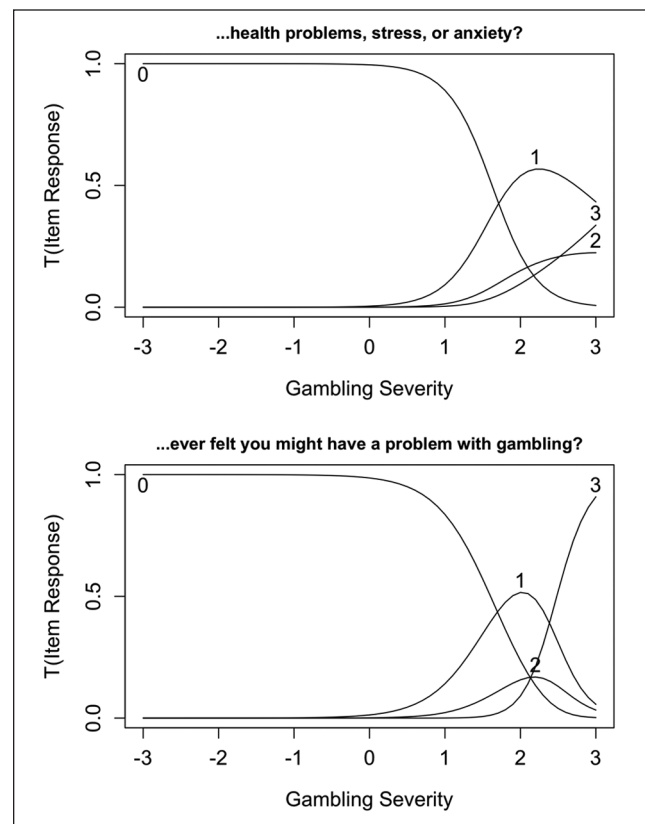 ...health problems, stress, or anxiety?
T(Item Response)
1.0
0.5
0.0
0
1
3
2
-3 -2 -1 0 1 2 3
Gambling Severity
...ever felt you might have a problem with gambling?
T(Item Response)
1.0
0.5
0.0
0
3
1
2
-3 -2 -1 0 1 2 3
Gambling Severity